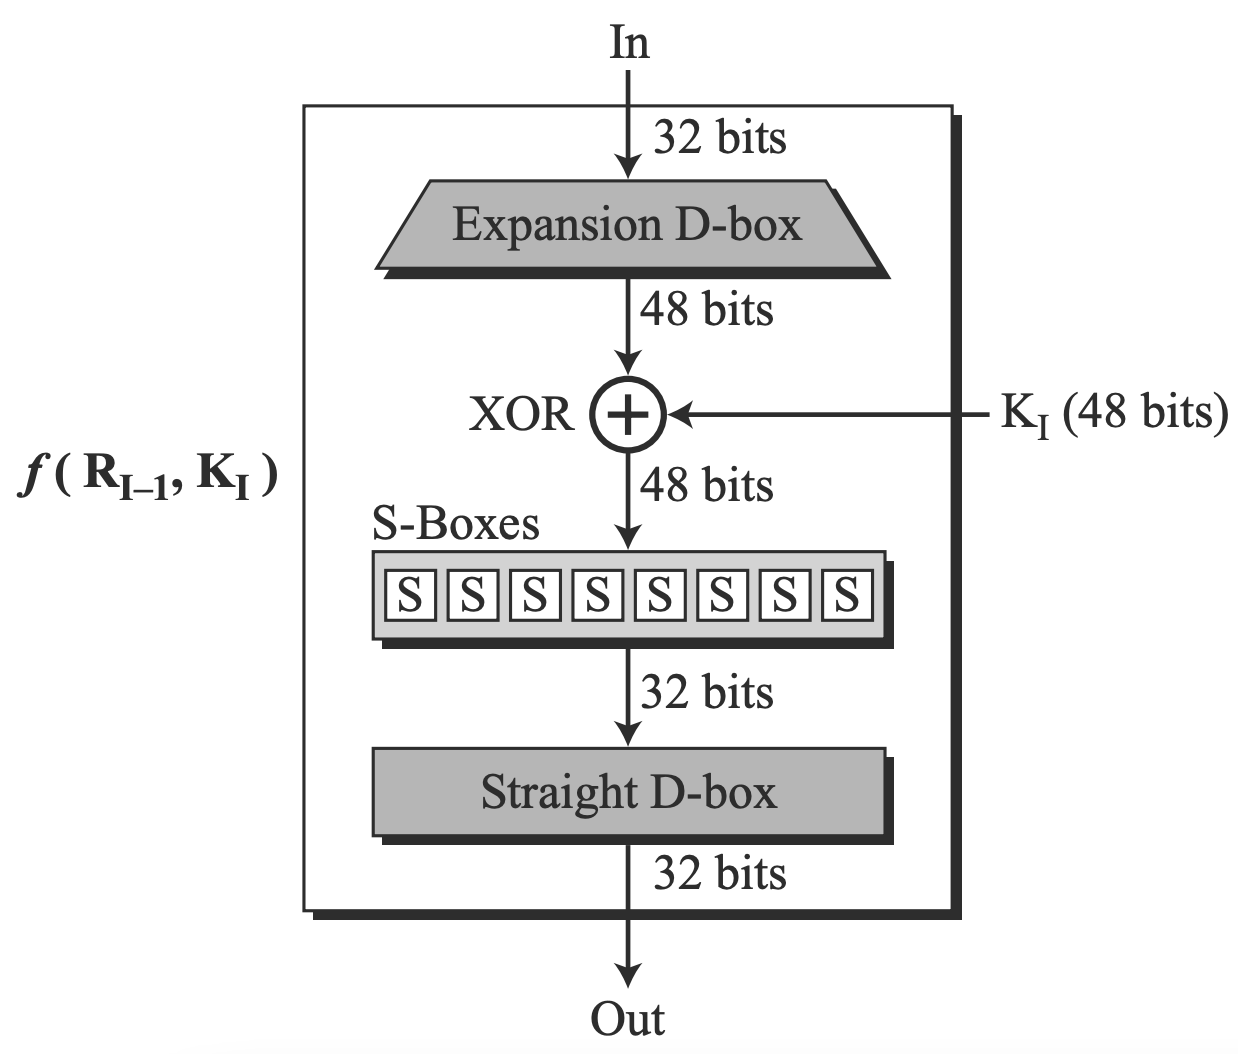 In
32 bits
Expansion D-box
48 bits
XOR
K_I (48 bits)
f ( R_I–1, K_I )
48 bits
S-Boxes
S S S S S S S S
32 bits
Straight D-box
32 bits
Out